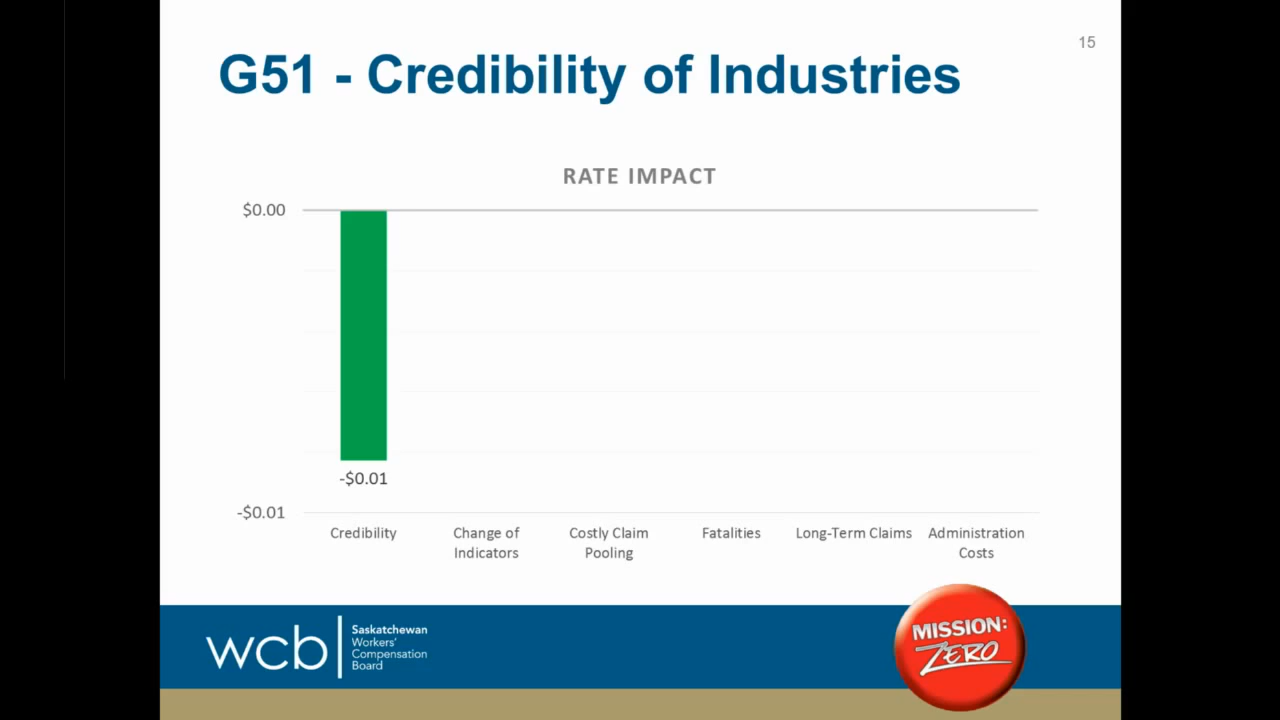 15
G51 - Credibility of Industries
RATE IMPACT
$0.00
-$0.01
-$0.01
Credibility
Change of
Indicators
Costly Claim
Pooling
Fatalities
Long-Term Claims
Administration
Costs
wcb
Saskatchewan
Workers'
Compensation
Board
MISSION:
ZERO